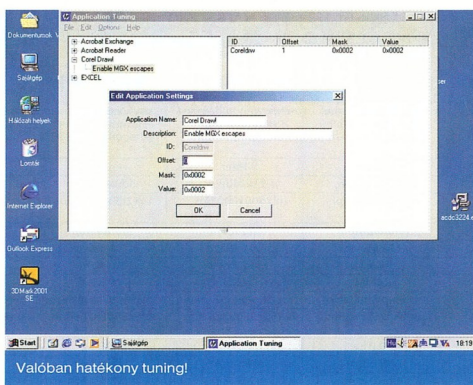 Application Tuning
File Edit Options Help
Acrobat Exchange
Acrobat Reader
Corel Draw!
Enable MGX escapes
EXCEL
ID Offset Mask Value
Coreldrw 1 0x0002 0x0002
Edit Application Settings
Application Name: Corel Draw!
Description: Enable MGX escapes
ID: Coreldrw
Offset:
Mask: 0x0002
Value: 0x0002
OK Cancel
Dokumentumok
Sajátgép
Hálózati helyek
Lomtár
Internet Explorer
Outlook Express
3DMark2001
SE
acdc3224.e
Start Sajátgép Application Tuning Hu 18:19
Valóban hatékony tuning!